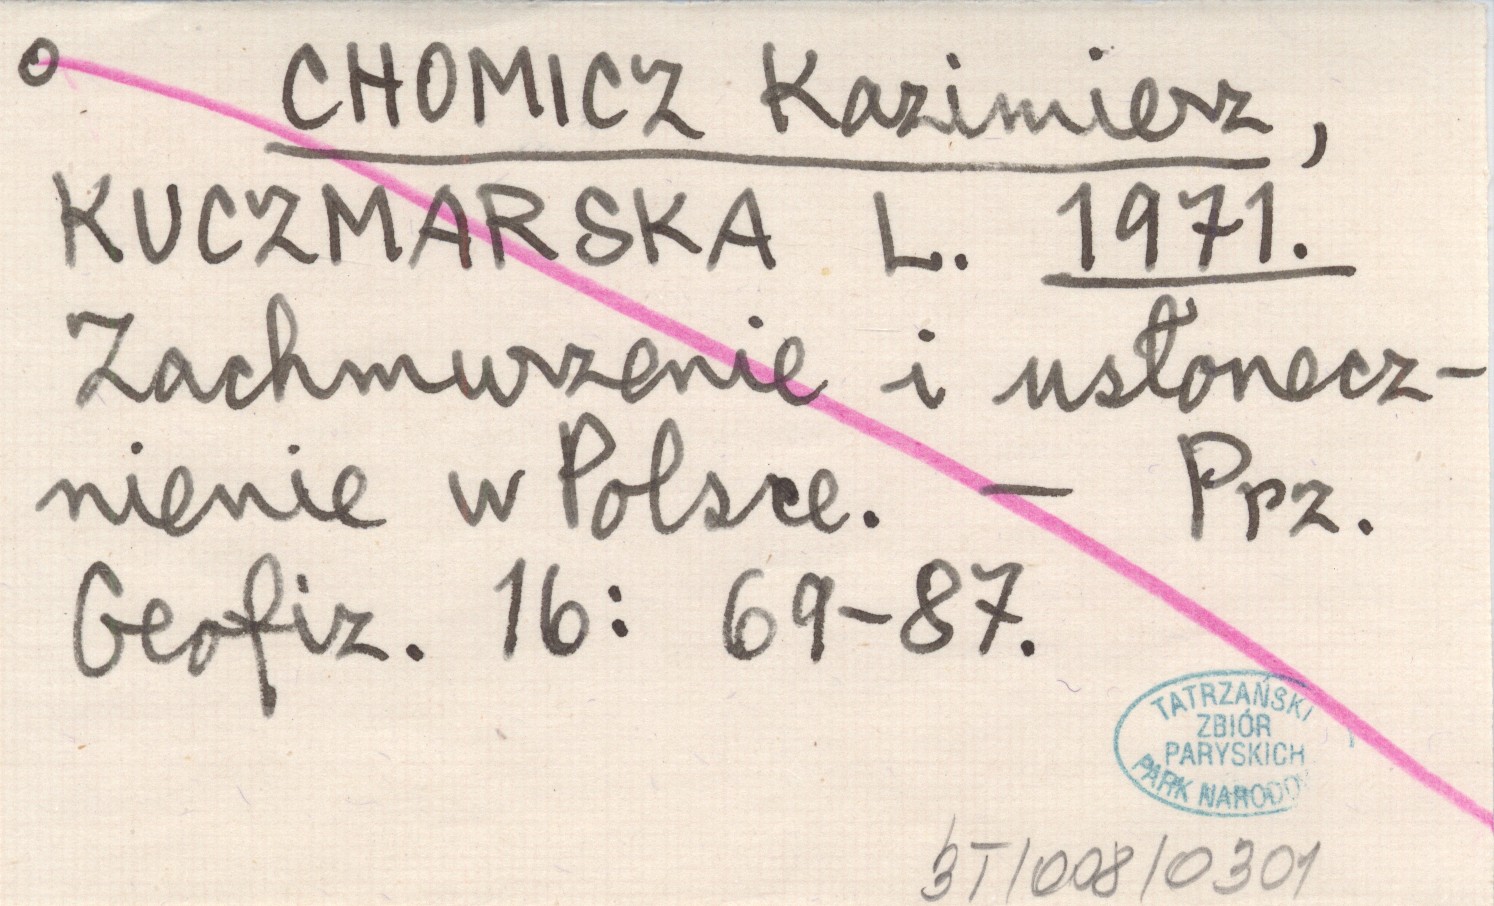 CHOMICZ Kazimierz,
KUCZMARSKA L. 1971.
Zachmurzenie i usłonecz-
nienie w Polsce. — Prz.
Geofiz. 16: 69-87.
TATRZAŃSKI
ZBIÓR
PARYSKICH
PARK NARODO
3T/008/0301